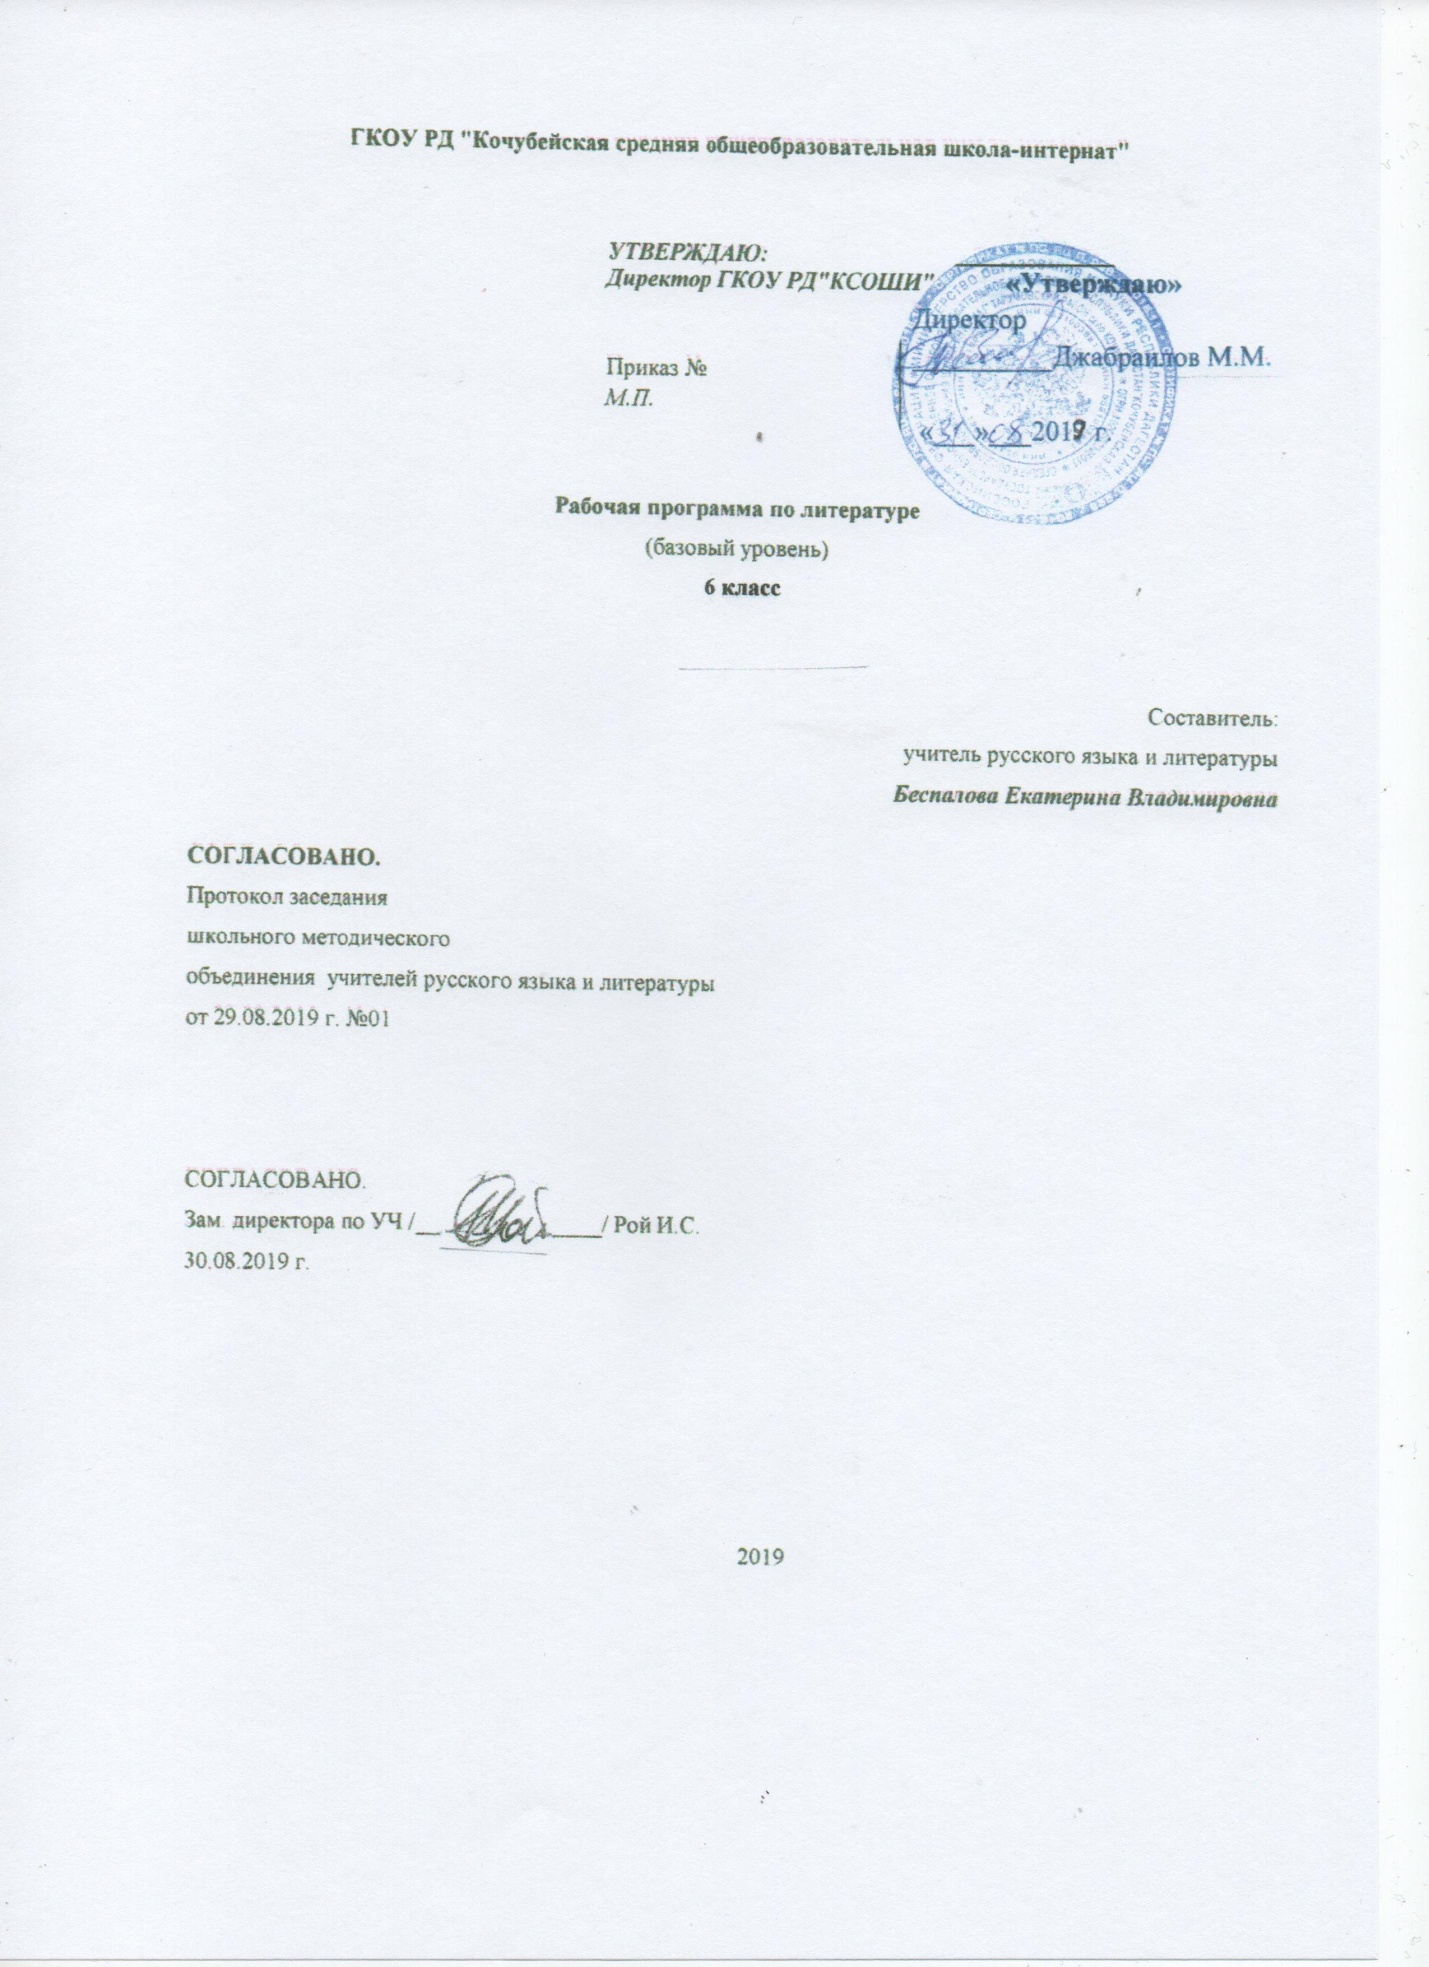 ГКОУ РД "Кочубейская средняя общеобразовательная школа-интернат"
УТВЕРЖДАЮ:
Директор ГКОУ РД"КСОШИ"
«Утверждаю»
Директор
Джабраилов М.М.
Приказ №
М.П.
«31» 08 2019 г.
Рабочая программа по литературе
(базовый уровень)
6 класс
Составитель:
учитель русского языка и литературы
Беспалова Екатерина Владимировна
СОГЛАСОВАНО.
Протокол заседания
школьного методического
объединения учителей русского языка и литературы
от 29.08.2019 г. №01
СОГЛАСОВАНО.
Зам. директора по УЧ /__________/ Рой И.С.
30.08.2019 г.
2019